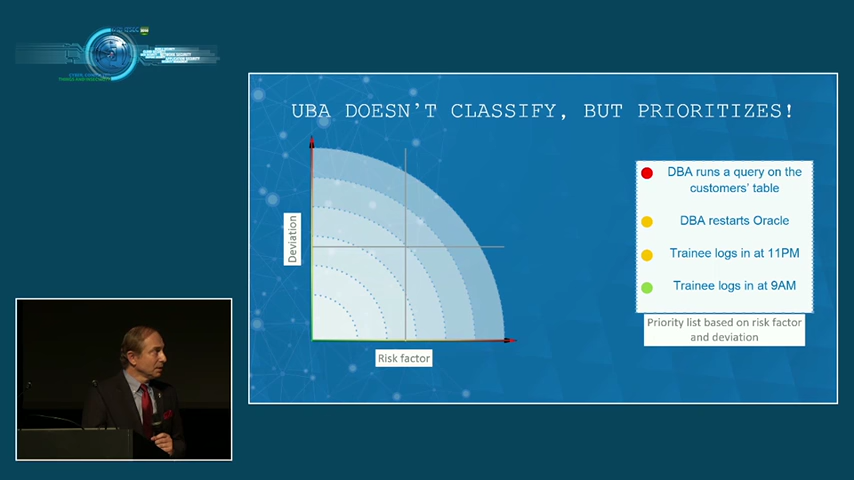 UBA DOESN'T CLASSIFY, BUT PRIORITIZES!
Deviation
Risk factor
DBA runs a query on the
customers' table
DBA restarts Oracle
Trainee logs in at 11PM
Trainee logs in at 9AM
Priority list based on risk factor
and deviation